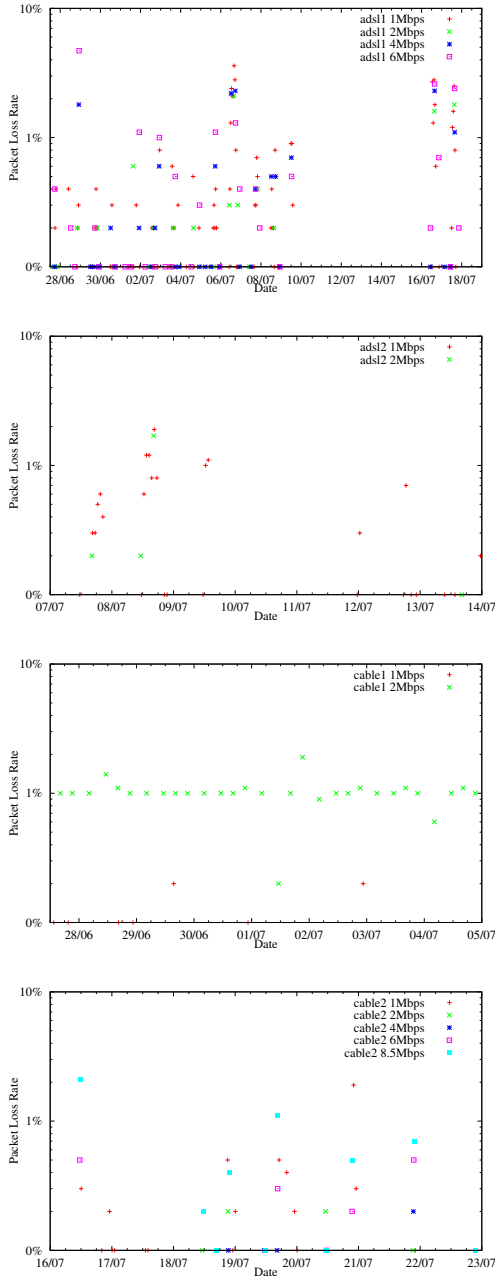 10%
adsl1 1Mbps
adsl1 2Mbps
adsl1 4Mbps
adsl1 6Mbps
Packet Loss Rate
1%
0%
28/06 30/06 02/07 04/07 06/07 08/07 10/07 12/07 14/07 16/07 18/07
Date
10%
adsl2 1Mbps
adsl2 2Mbps
Packet Loss Rate
1%
0%
07/07 08/07 09/07 10/07 11/07 12/07 13/07 14/07
Date
10%
cable1 1Mbps
cable1 2Mbps
Packet Loss Rate
1%
0%
28/06 29/06 30/06 01/07 02/07 03/07 04/07 05/07
Date
10%
cable2 1Mbps
cable2 2Mbps
cable2 4Mbps
cable2 6Mbps
cable2 8.5Mbps
Packet Loss Rate
1%
0%
16/07 17/07 18/07 19/07 20/07 21/07 22/07 23/07
Date